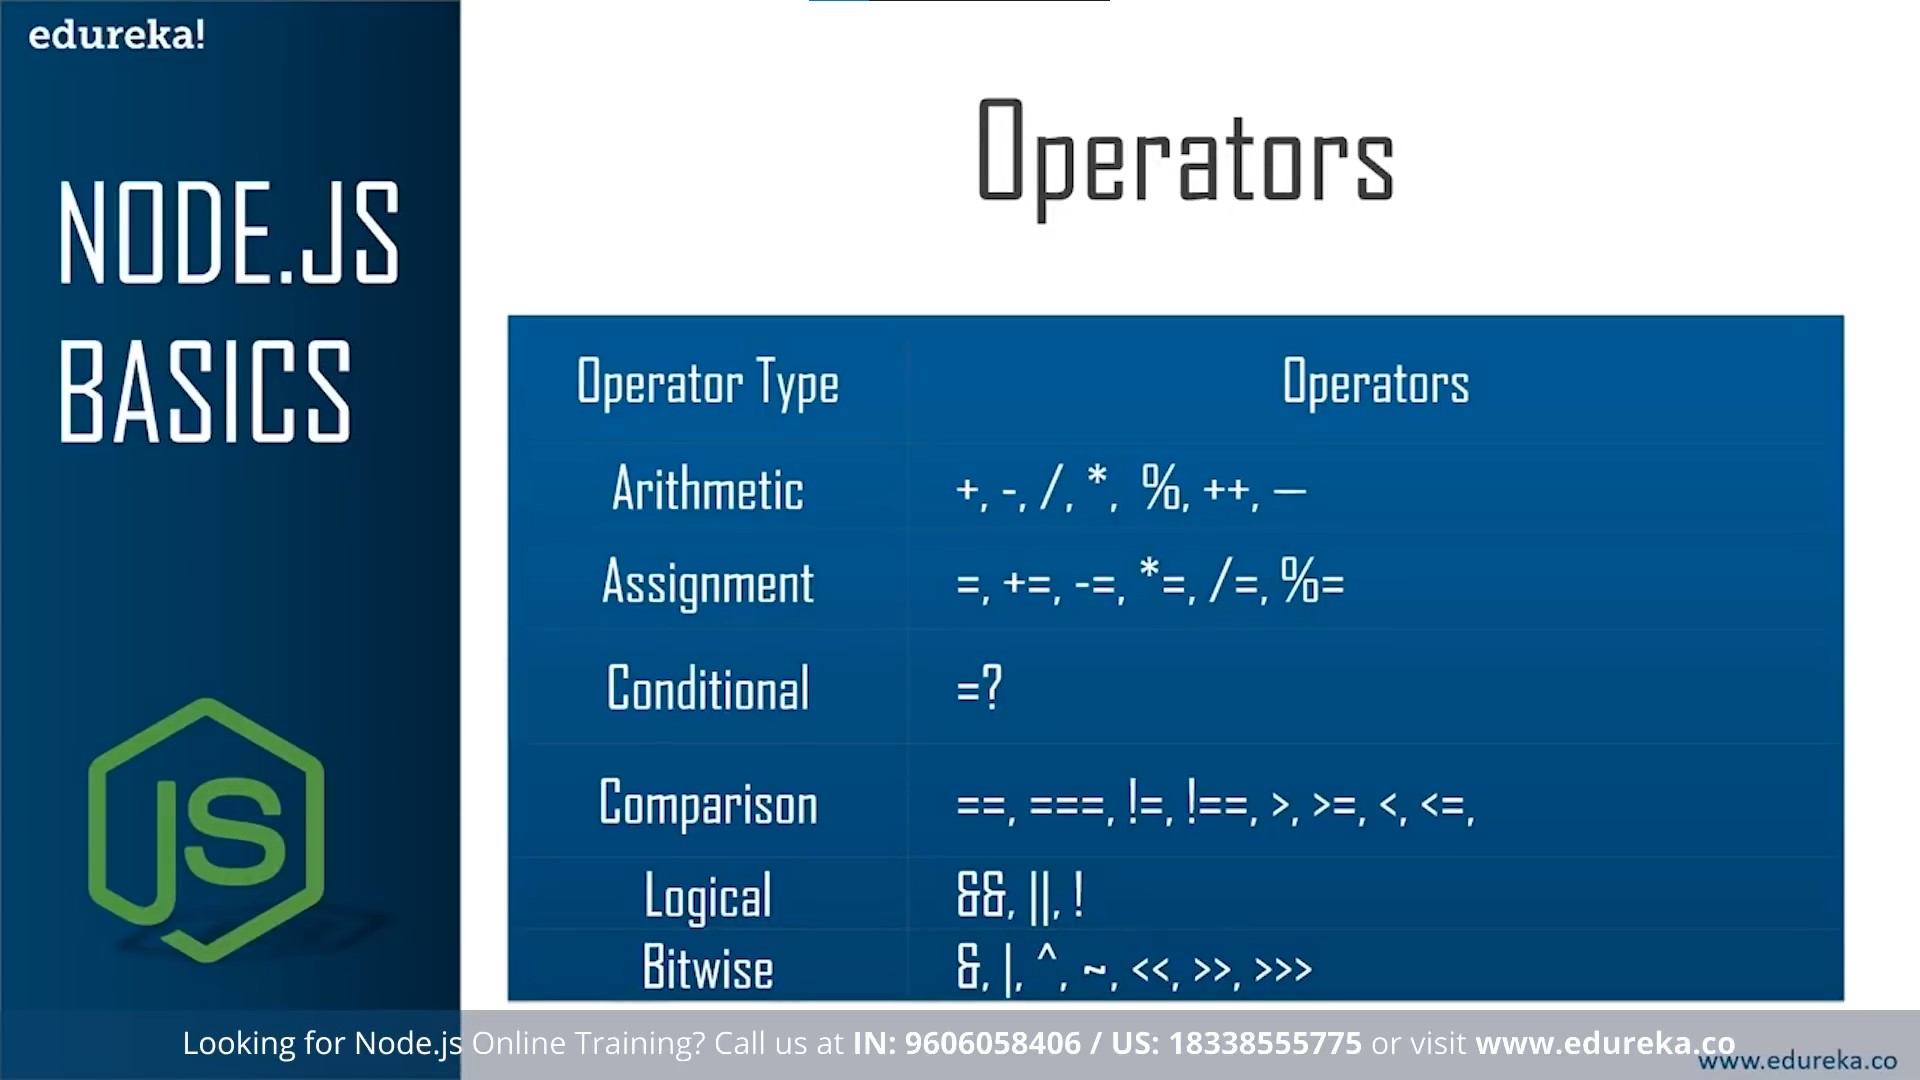 edureka!
NODE.JS
BASICS
JS
Operators
Operator Type Operators
Arithmetic +, -, /, *, %, ++, —
Assignment =, +=, -=, *=, /=, %=
Conditional =?
Comparison ==, ===, !=, !==, >, >=, <, <=,
Logical &&, ||, !
Bitwise &, |, ^, ~, <<, >>, >>>
Looking for Node.js Online Training? Call us at IN: 9606058406 / US: 18338555775 or visit www.edureka.co
www.edureka.co